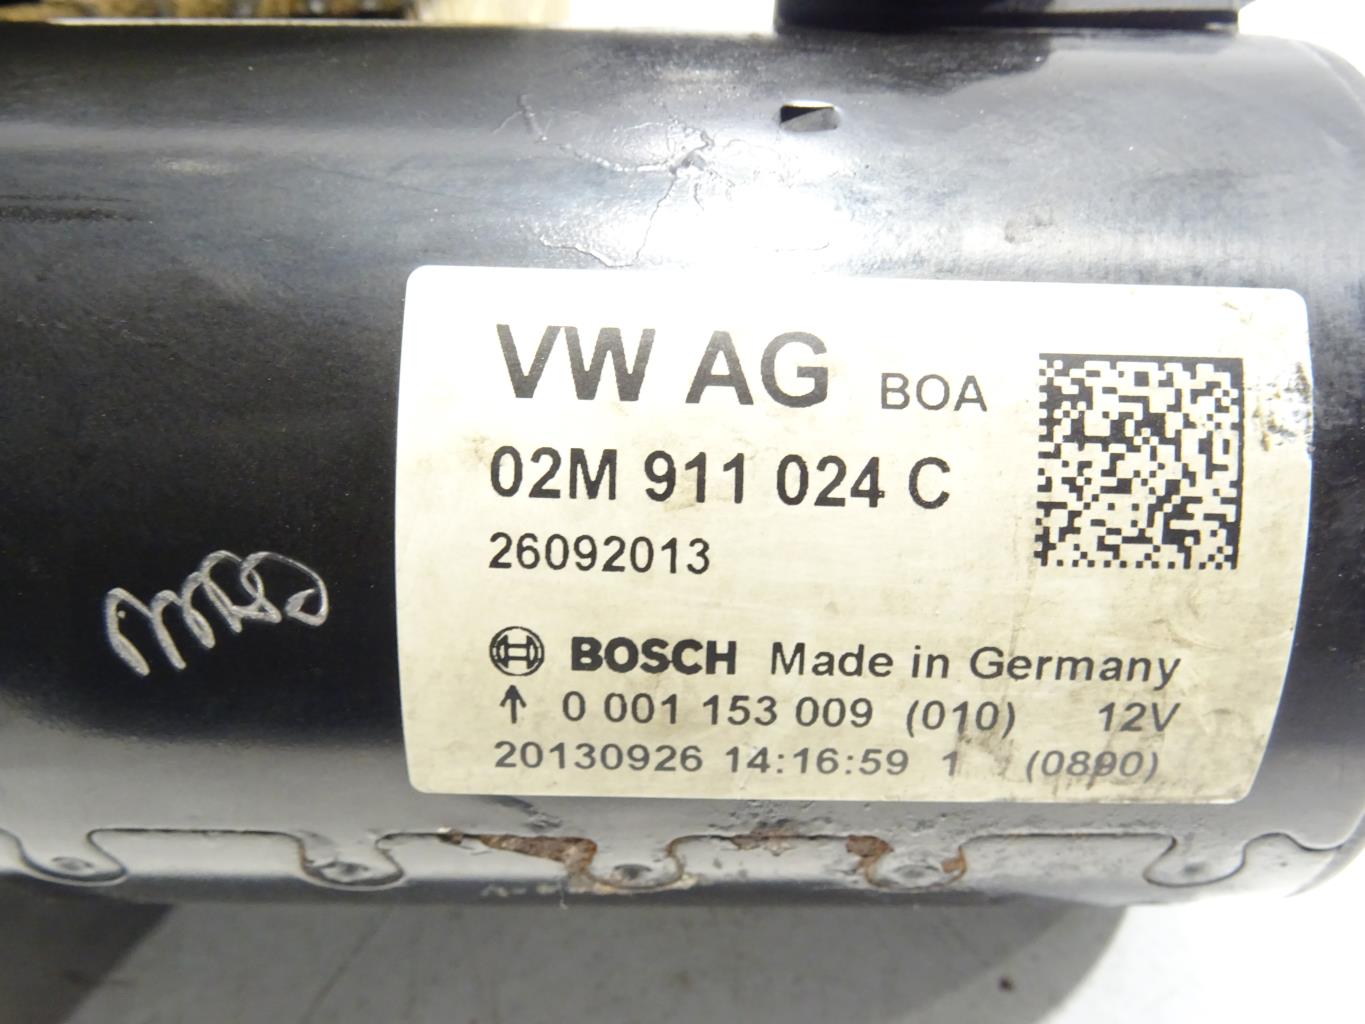 VW AG BOA
02M 911 024 C
26092013
BOSCH Made in Germany
↑ 0 001 153 009 (010) 12V
20130926 14:16:59 1 (0890)